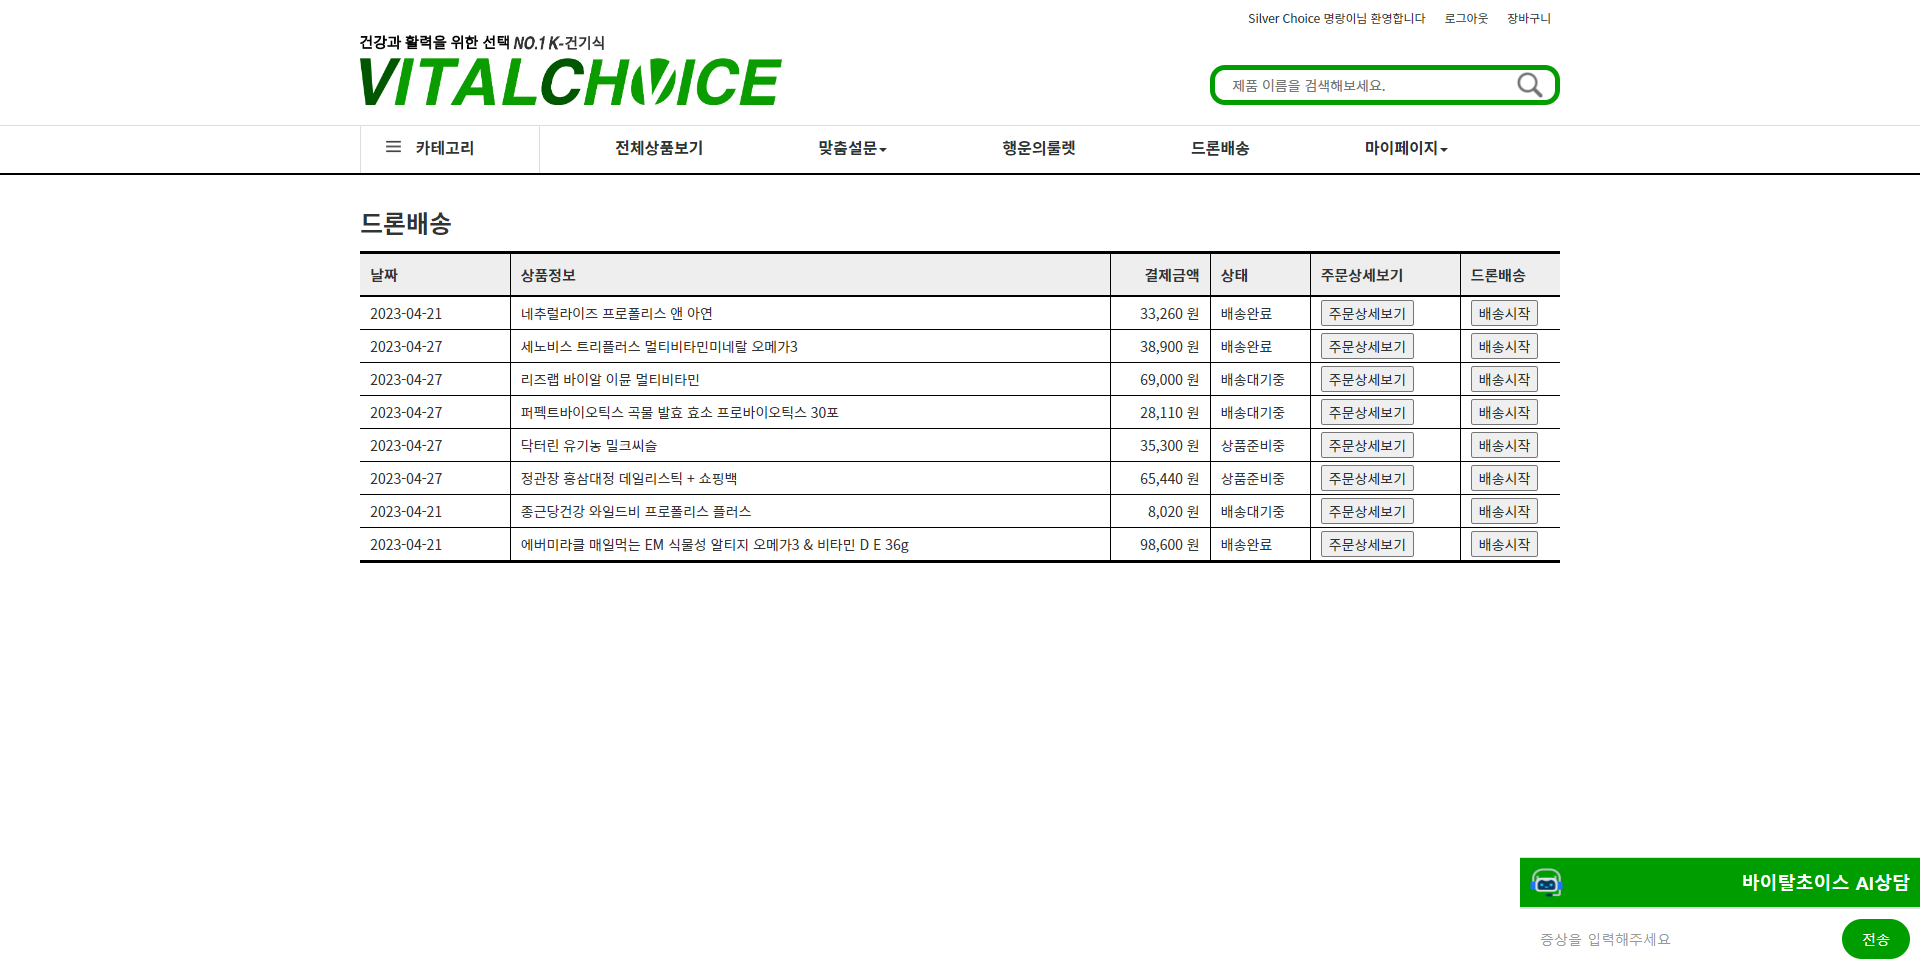 Silver Choice 명랑이님 환영합니다 로그아웃 장바구니
건강과 활력을 위한 선택 NO.1 K-건기식
VITALCHOICE
제품 이름을 검색해보세요.
카테고리 전체상품보기 맞춤설문 행운의룰렛 드론배송 마이페이지
드론배송
날짜 상품정보 결제금액 상태 주문상세보기 드론배송
2023-04-21 네추럴라이즈 프로폴리스 앤 아연 33,260 원 배송완료 주문상세보기 배송시작
2023-04-27 세노비스 트리플러스 멀티비타민미네랄 오메가3 38,900 원 배송완료 주문상세보기 배송시작
2023-04-27 리즈랩 바이알 이뮨 멀티비타민 69,000 원 배송대기중 주문상세보기 배송시작
2023-04-27 퍼펙트바이오틱스 곡물 발효 효소 프로바이오틱스 30포 28,110 원 배송대기중 주문상세보기 배송시작
2023-04-27 닥터린 유기농 밀크씨슬 35,300 원 상품준비중 주문상세보기 배송시작
2023-04-27 정관장 홍삼대정 데일리스틱 + 쇼핑백 65,440 원 상품준비중 주문상세보기 배송시작
2023-04-21 종근당건강 와일드비 프로폴리스 플러스 8,020 원 배송대기중 주문상세보기 배송시작
2023-04-21 에버미라클 매일먹는 EM 식물성 알티지 오메가3 & 비타민 D E 36g 98,600 원 배송완료 주문상세보기 배송시작
바이탈초이스 AI상담
증상을 입력해주세요 전송